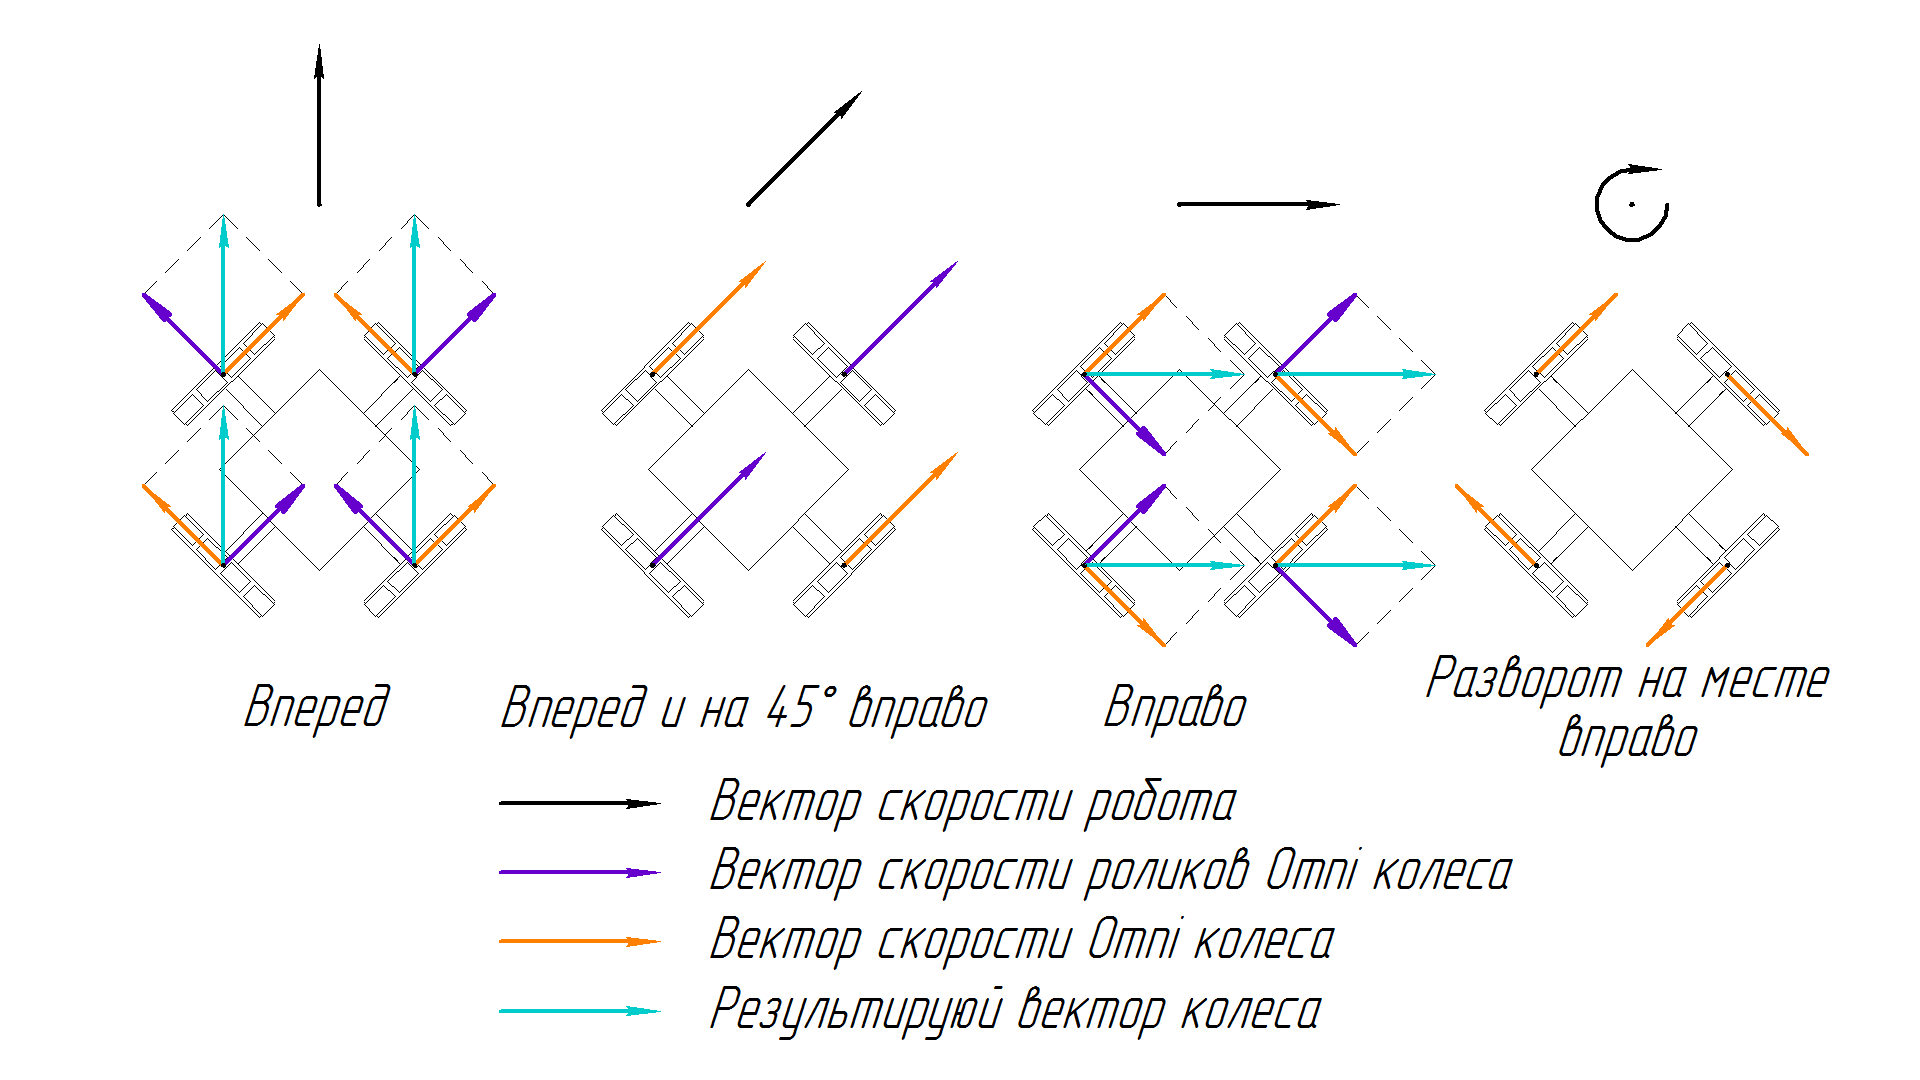 Вперед
Вперед и на 45° вправо
Вправо
Разворот на месте
вправо
Вектор скорости робота
Вектор скорости роликов Omni колеса
Вектор скорости Omni колеса
Результируюй вектор колеса